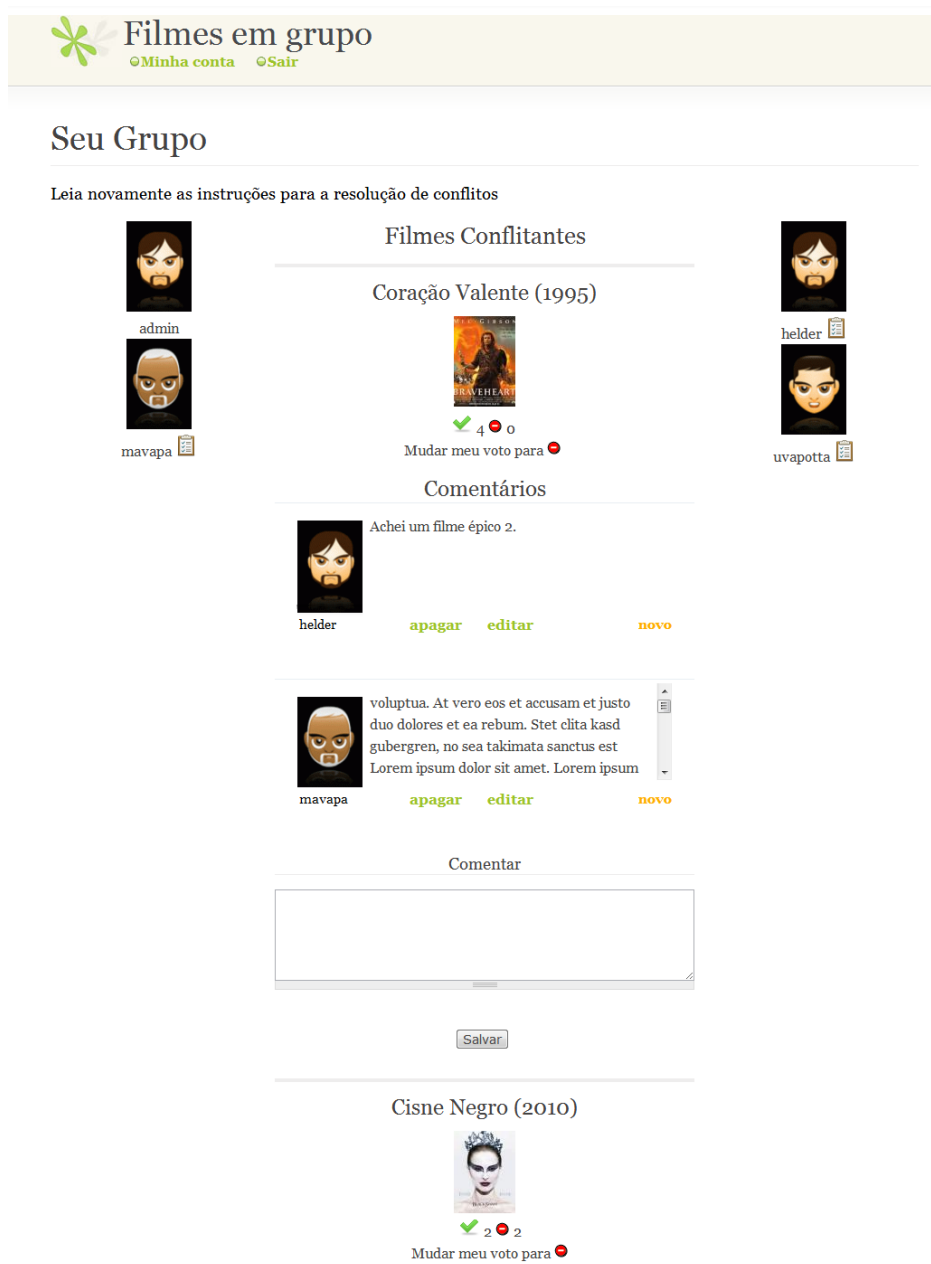 Filmes em grupo
Minha conta Sair
Seu Grupo
Leia novamente as instruções para a resolução de conflitos
admin
mavapa
Filmes Conflitantes
Coração Valente (1995)
MEL GIBSON
BRAVEHEART
4 0
Mudar meu voto para
helder
uvapotta
Comentários
Achei um filme épico 2.
helder apagar editar novo
voluptua. At vero eos et accusam et justo
duo dolores et ea rebum. Stet clita kasd
gubergren, no sea takimata sanctus est
Lorem ipsum dolor sit amet. Lorem ipsum
mavapa apagar editar novo
Comentar
Salvar
Cisne Negro (2010)
2 2
Mudar meu voto para